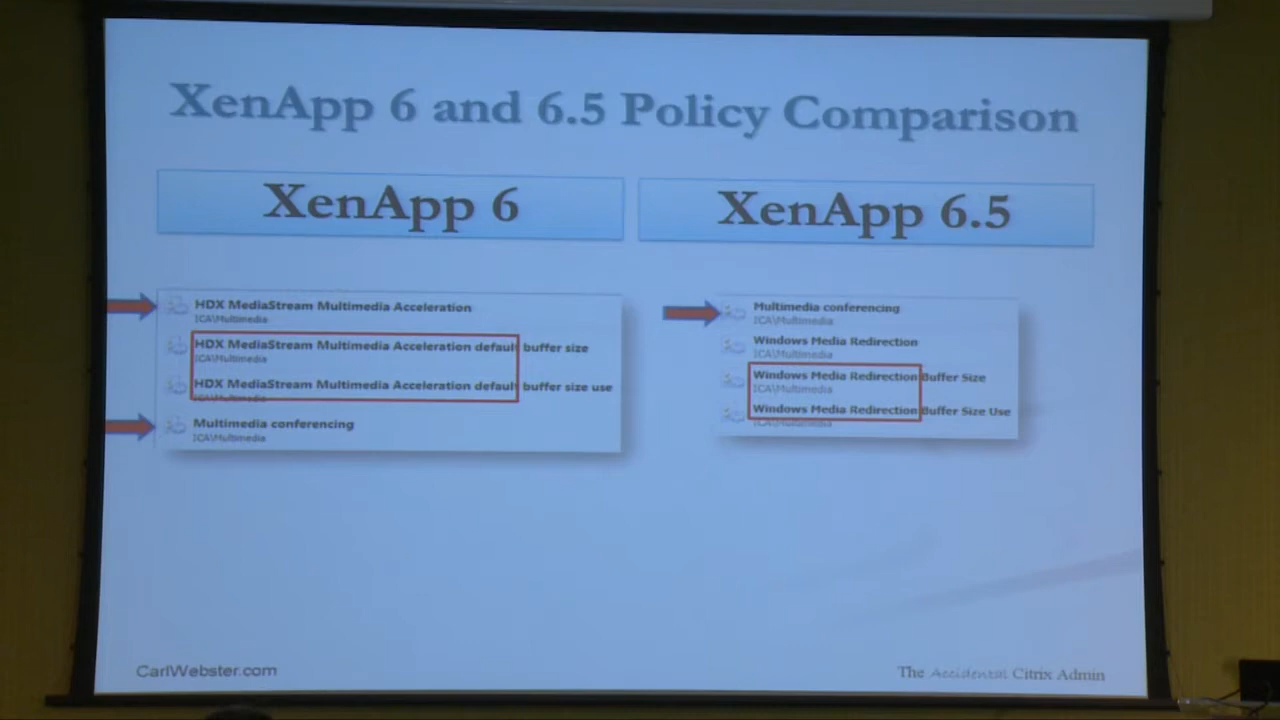 XenApp 6 and 6.5 Policy Comparison
XenApp 6
HDX MediaStream Multimedia Acceleration
ICA\Multimedia
HDX MediaStream Multimedia Acceleration default buffer size
ICA\Multimedia
HDX MediaStream Multimedia Acceleration default buffer size use
ICA\Multimedia
Multimedia conferencing
ICA\Multimedia
XenApp 6.5
Multimedia conferencing
ICA\Multimedia
Windows Media Redirection
ICA\Multimedia
Windows Media Redirection Buffer Size
ICA\Multimedia
Windows Media Redirection Buffer Size Use
ICA\Multimedia
CarlWebster.com
The Accidental Citrix Admin